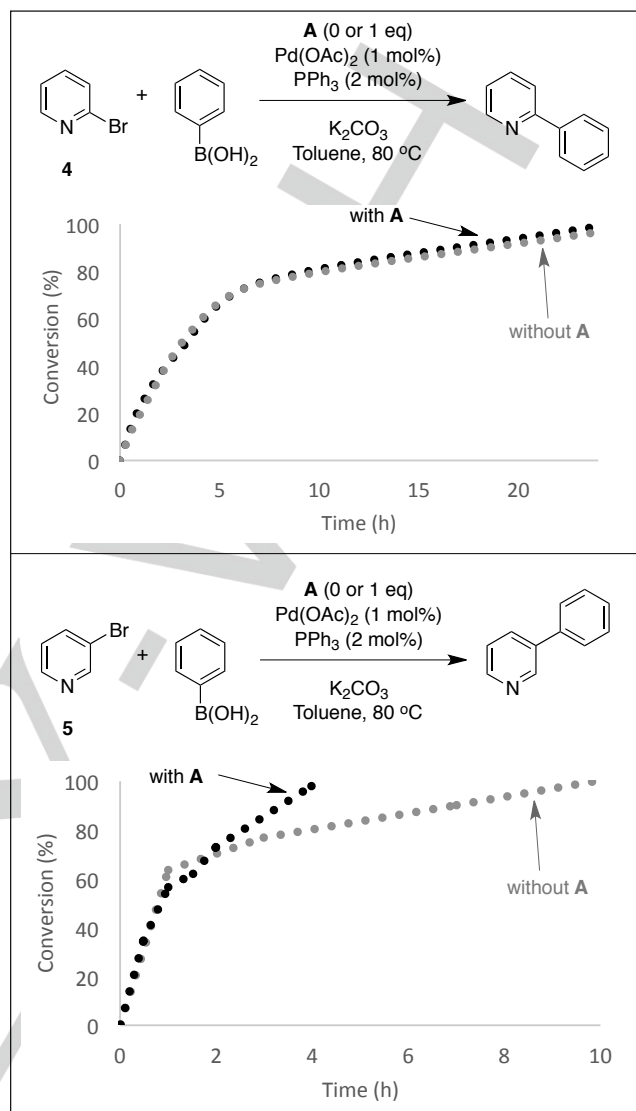 A (0 or 1 eq)
Pd(OAc)2 (1 mol%)
PPh3 (2 mol%)
N
Br
+
B(OH)2
K2CO3
Toluene, 80 ºC
N
4
with A
without A
Conversion (%)
100
80
60
40
20
0
0 5 10 15 20
Time (h)
A (0 or 1 eq)
Pd(OAc)2 (1 mol%)
PPh3 (2 mol%)
Br
N
+
B(OH)2
K2CO3
Toluene, 80 ºC
N
5
with A
without A
Conversion (%)
100
80
60
40
20
0
0 2 4 6 8 10
Time (h)